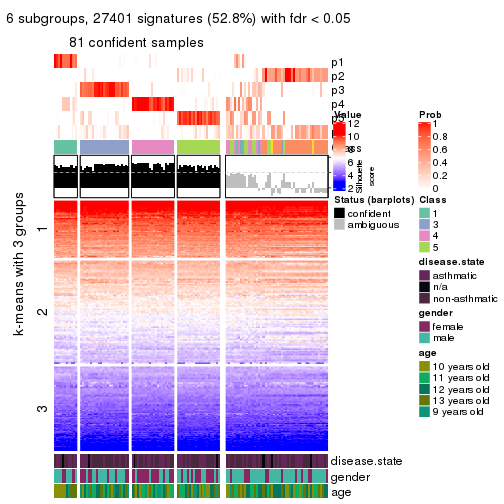 6 subgroups, 27401 signatures (52.8%) with fdr < 0.05
81 confident samples
p1
p2
p3
p4
Value
12
10
8
6
4
2
Silhouette
score
Prob
1
0.8
0.6
0.4
0.2
0
Status (barplots)
confident
ambiguous
Class
1
3
4
5
disease.state
asthmatic
n/a
non-asthmatic
gender
female
male
age
10 years old
11 years old
12 years old
13 years old
9 years old
k-means with 3 groups
1
2
3
disease.state
gender
age